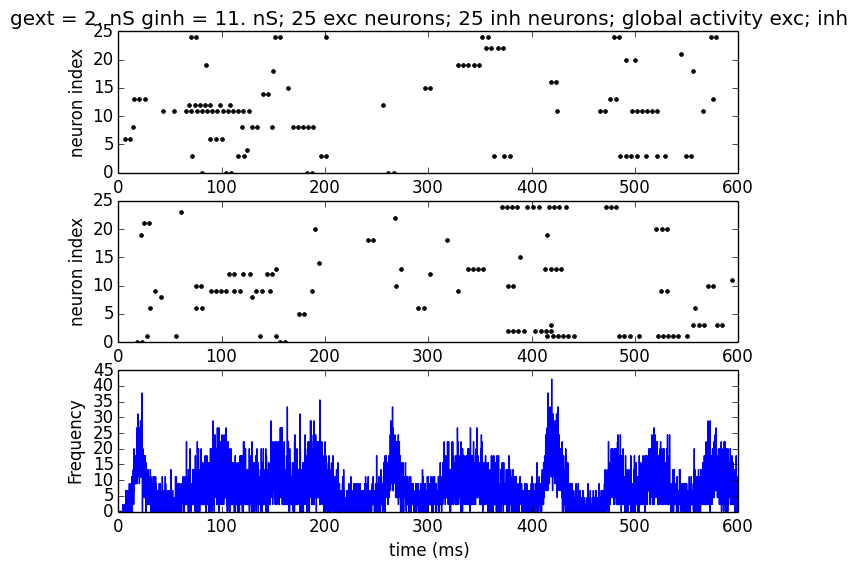 gext = 2. nS ginh = 11. nS; 25 exc neurons; 25 inh neurons; global activity exc; inh
25
20
15
10
5
0
neuron index
0 100 200 300 400 500 600
25
20
15
10
5
0
neuron index
0 100 200 300 400 500 600
45
40
35
30
25
20
15
10
5
0
Frequency
0 100 200 300 400 500 600
time (ms)